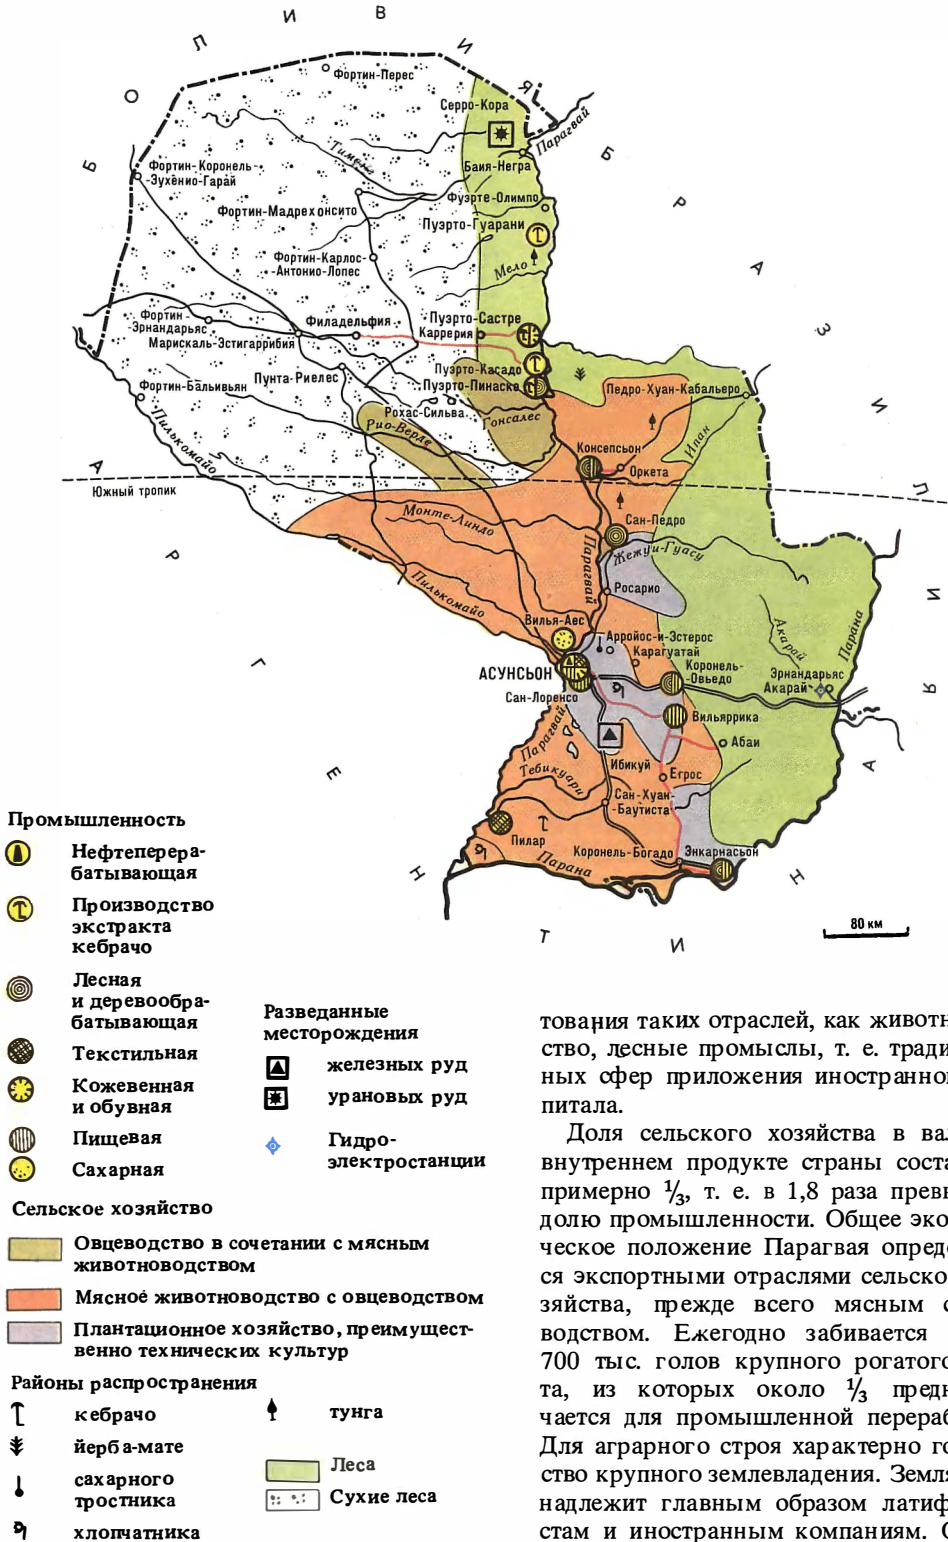 БОЛИВИЯ
БРАЗИЛИЯ
АРГЕНТИНА
Фортин-Перес
Серро-Кора
Парагвай
Тимане
Баия-Негра
Фортин-Коронель-
-Эухенио-Гарай
Фуэрте-Олимпо
Фортин-Мадрехонсито
Пуэрто-Гуарани
Фортин-Карлос-
-Антонио-Лопес
Мело
Фортин-
-Эрнандарьяс
Филадельфия
Пуэрто-Састре
Каррерия
Марискаль-Эстигаррибия
Пуэрто-Касадо
Пунта-Риелес
Пуэрто-Пинаско
Педро-Хуан-Кабальеро
Фортин-Бальивьян
Рохас-Сильва
Гонсалес
Рио-Верде
Ипан
Пилькомайо
Консепсьон
Оркета
Южный тропик
Монте-Линдо
Сан-Педро
Жежуи-Гуасу
Парагвай
Росарио
Пилькомайо
Вилья-Аес
Арройос-и-Эстерос
Карагуатай
Акарай
Парана
АСУНСЬОН
Коронель-
-Овьедо
Эрнандарьяс
Акарай
Сан-Лоренсо
Вильяррика
Парагвай
Абаи
Ибикуй
Тебикуари
Егрос
Сан-Хуан-
-Баутиста
Пилар
Коронель-Богадо
Энкарнасьон
Парана
80 км
Промышленность
Нефтеперера-
батывающая
Производство
экстракта
кебрачо
Лесная
и деревообра-
батывающая
Текстильная
Кожевенная
и обувная
Пищевая
Сахарная
Разведанные
месторождения
железных руд
урановых руд
Гидро-
электростанции
Сельское хозяйство
Овцеводство в сочетании с мясным
животноводством
Мясное животноводство с овцеводством
Плантационное хозяйство, преимущест-
венно технических культур
Районы распространения
кебрачо
йерба-мате
сахарного
тростника
хлопчатника
тунга
Леса
Сухие леса
тования таких отраслей, как животн
ство, лесные промыслы, т. е. тради
ных сфер приложения иностранно
питала.
Доля сельского хозяйства в вал
внутреннем продукте страны соста
примерно ⅓, т. е. в 1,8 раза превы
долю промышленности. Общее эко
ческое положение Парагвая опреде
ся экспортными отраслями сельско
зяйства, прежде всего мясным с
водством. Ежегодно забивается
700 тыс. голов крупного рогатого
та, из которых около ⅓ предн
чается для промышленной перераб
Для аграрного строя характерно го
ство крупного землевладения. Земля
надлежит главным образом латиф
стам и иностранным компаниям. С